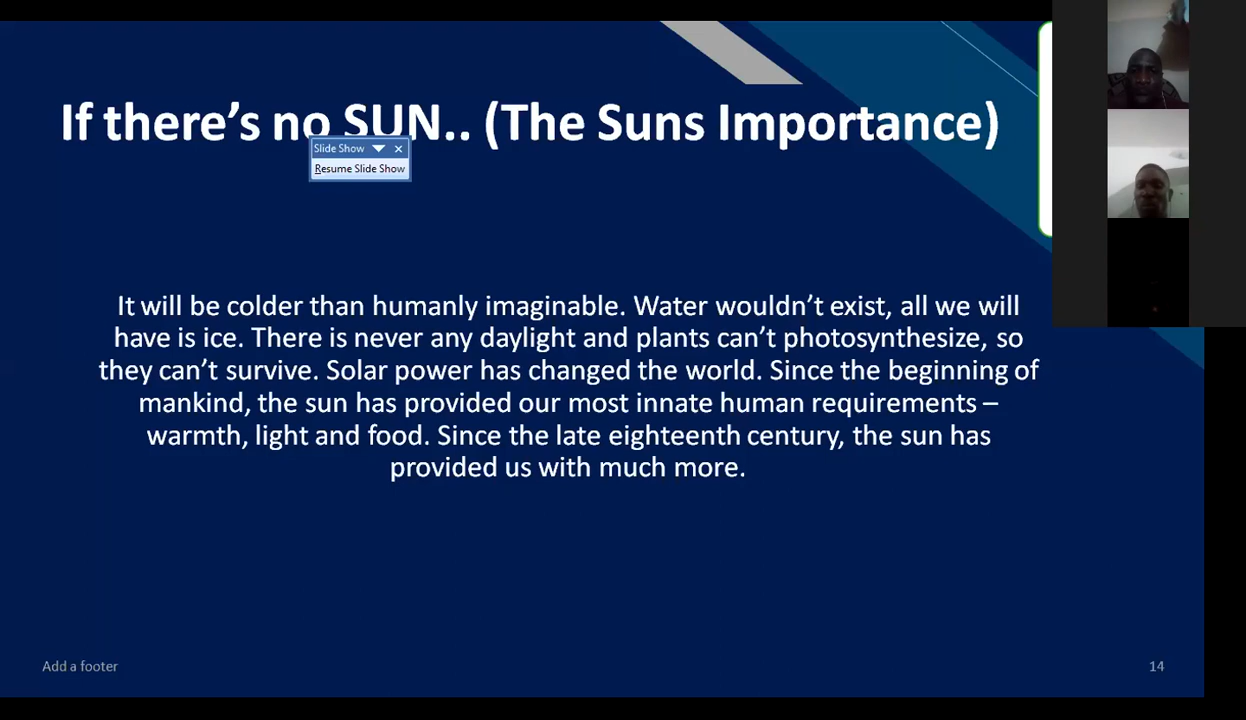 If there's no SUN.. (The Suns Importance)
Slide Show
Resume Slide Show
It will be colder than humanly imaginable. Water wouldn't exist, all we will
have is ice. There is never any daylight and plants can't photosynthesize, so
they can't survive. Solar power has changed the world. Since the beginning of
mankind, the sun has provided our most innate human requirements –
warmth, light and food. Since the late eighteenth century, the sun has
provided us with much more.
Add a footer
14